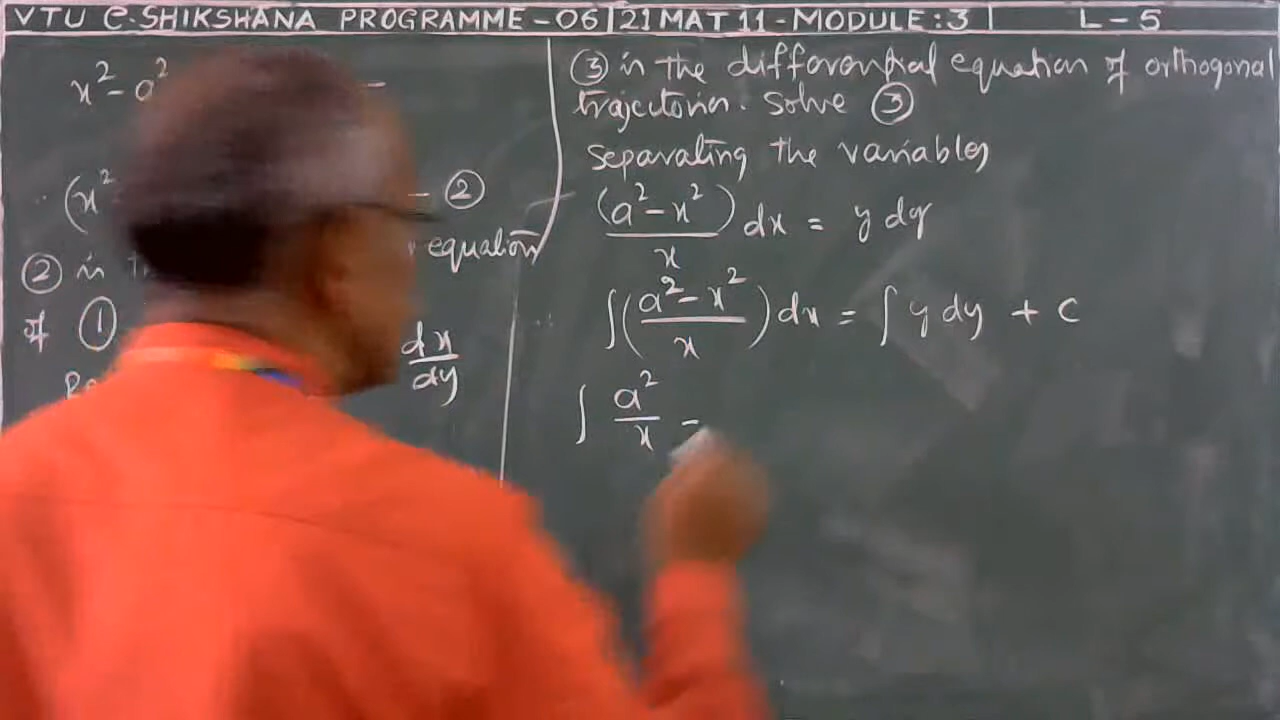 VTU e-SHIKSHANA PROGRAMME - 06 | 21 MAT 11 - MODULE : 3 | L - 5
x² - a² -
(x² - ②
equation
② in
of ①
dx/dy
③ in the differential equation of orthogonal
trajectories. Solve ③
Separating the variables
(a² - x²)/x dx = y dy
∫((a² - x²)/x) dx = ∫ y dy + c
∫ a²/x -